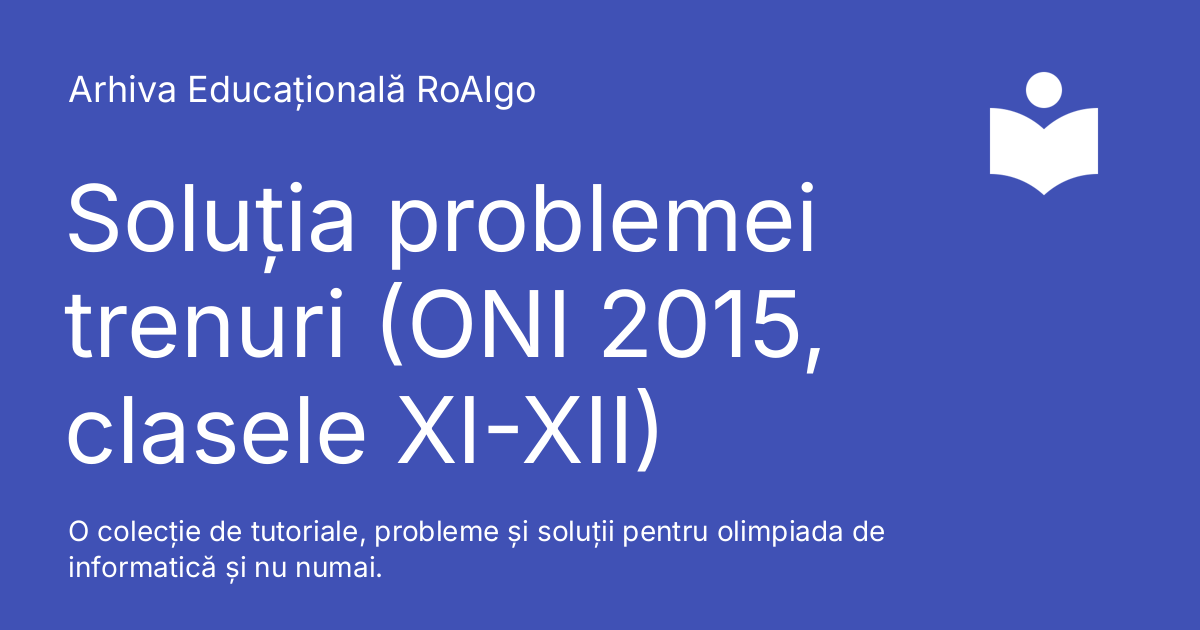 Arhiva Educațională RoAlgo
Soluția problemei
trenuri (ONI 2015,
clasele XI-XII)
O colecție de tutoriale, probleme și soluții pentru olimpiada de
informatică și nu numai.